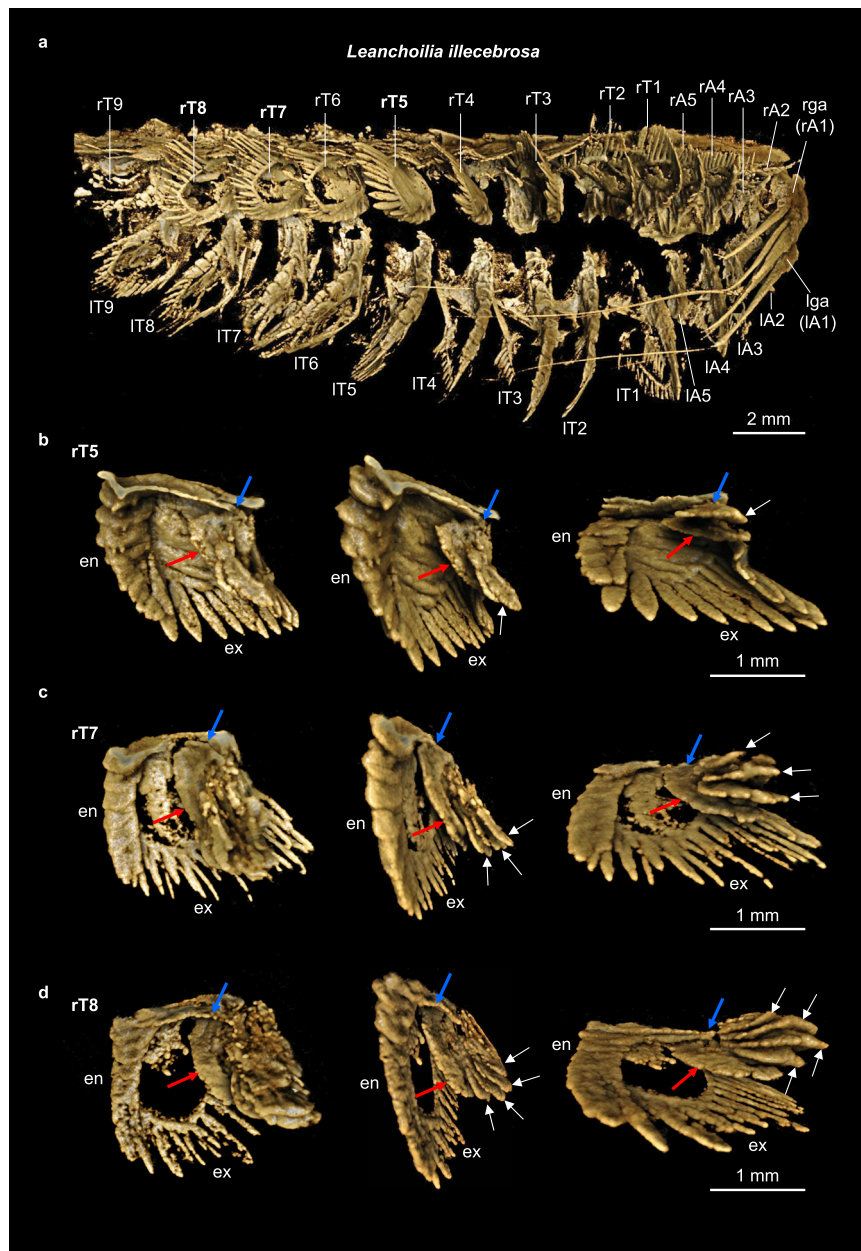 a
Leanchoilia illecebrosa
rT9 rT8 rT7 rT6 rT5 rT4 rT3 rT2 rT1 rA5 rA4 rA3 rA2 rga
(rA1)
lT9 lT8 lT7 lT6 lT5 lT4 lT3 lT2 lT1 lA5 lA4 lA3 lA2 lga
(lA1)
2 mm
b
rT5
en en en
ex ex ex
1 mm
c
rT7
en en en
ex ex ex
1 mm
d
rT8
en en en
ex ex ex
1 mm